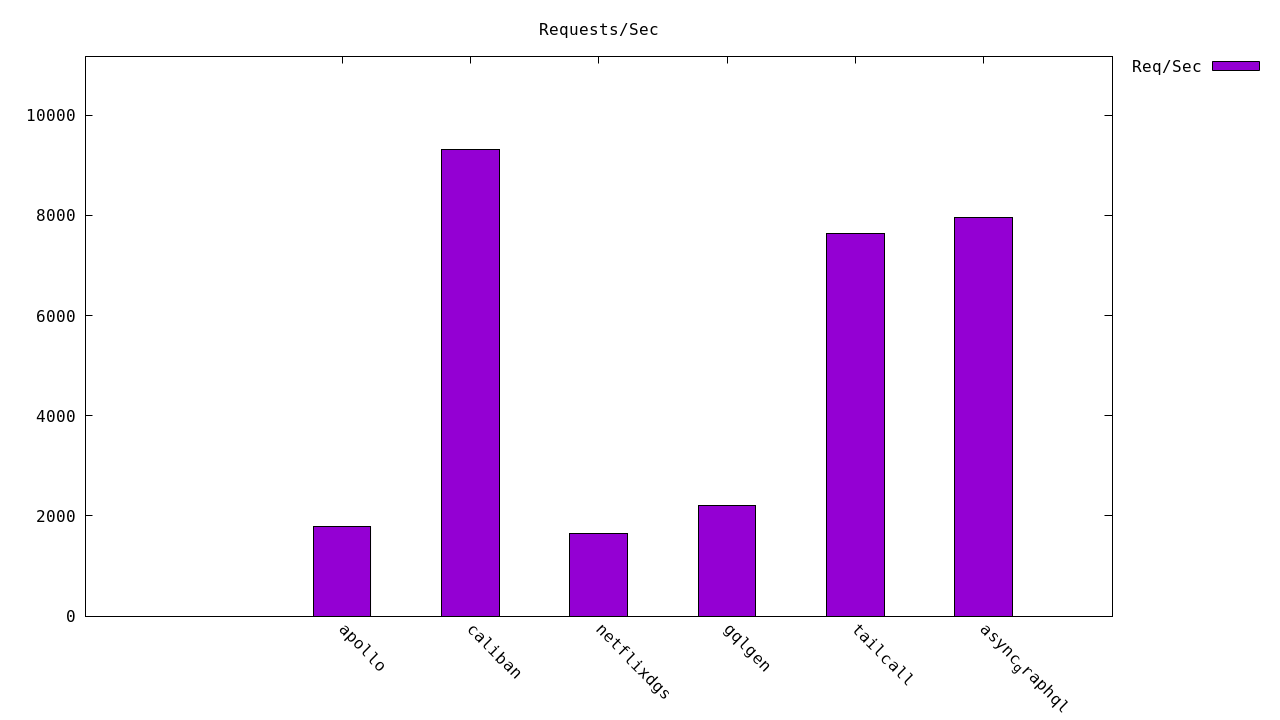 Requests/Sec
Req/Sec
10000
8000
6000
4000
2000
0
apollo
caliban
netflixdgs
gqlgen
tailcall
async_graphql